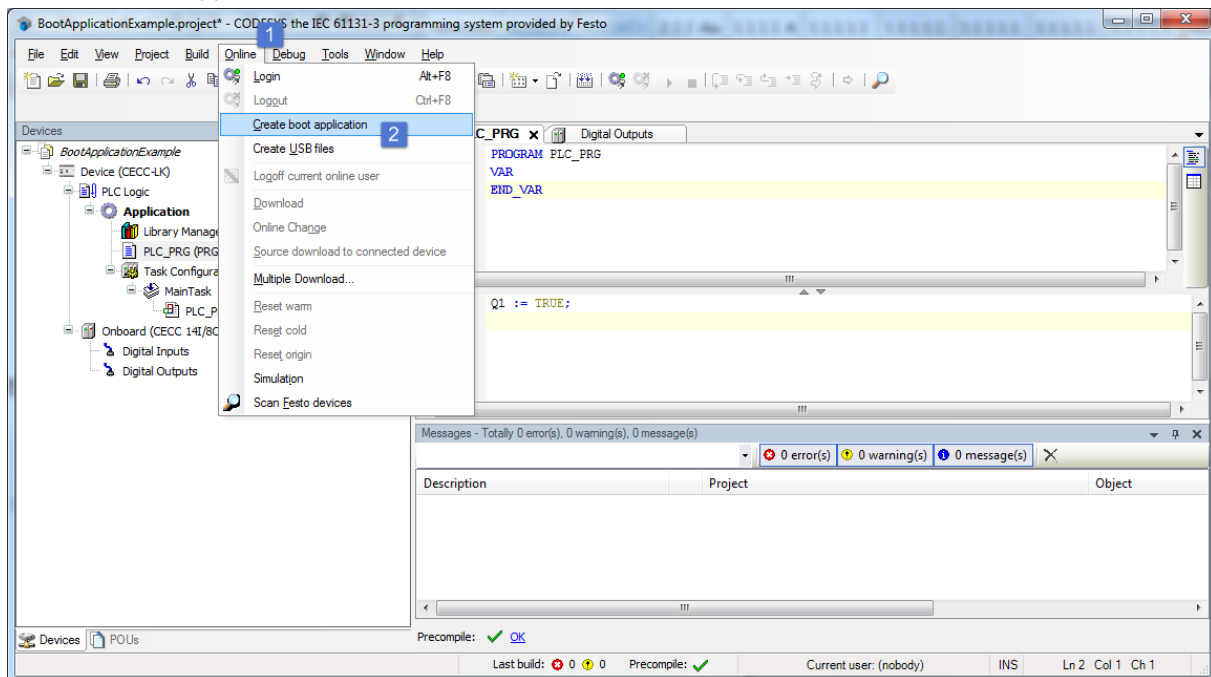 BootApplicationExample.project* - CODESYS the IEC 61131-3 programming system provided by Festo
1
File Edit View Project Build Online Debug Tools Window Help
Login Alt+F8
Logout Ctrl+F8
Create boot application
2
Create USB files
Logoff current online user
Download
Online Change
Source download to connected device
Multiple Download...
Reset warm
Reset cold
Reset origin
Simulation
Scan Festo devices
Devices
BootApplicationExample
Device (CECC-LK)
PLC Logic
Application
Library Manage
PLC_PRG (PRG
Task Configura
MainTask
PLC_P
Onboard (CECC 14I/8O
Digital Inputs
Digital Outputs
Devices POUs
C_PRG Digital Outputs
PROGRAM PLC_PRG
VAR
END_VAR
Q1 := TRUE;
Messages - Totally 0 error(s), 0 warning(s), 0 message(s)
0 error(s) 0 warning(s) 0 message(s)
Description Project Object
Precompile: OK
Last build: 0 0 Precompile: Current user: (nobody) INS Ln 2 Col 1 Ch 1